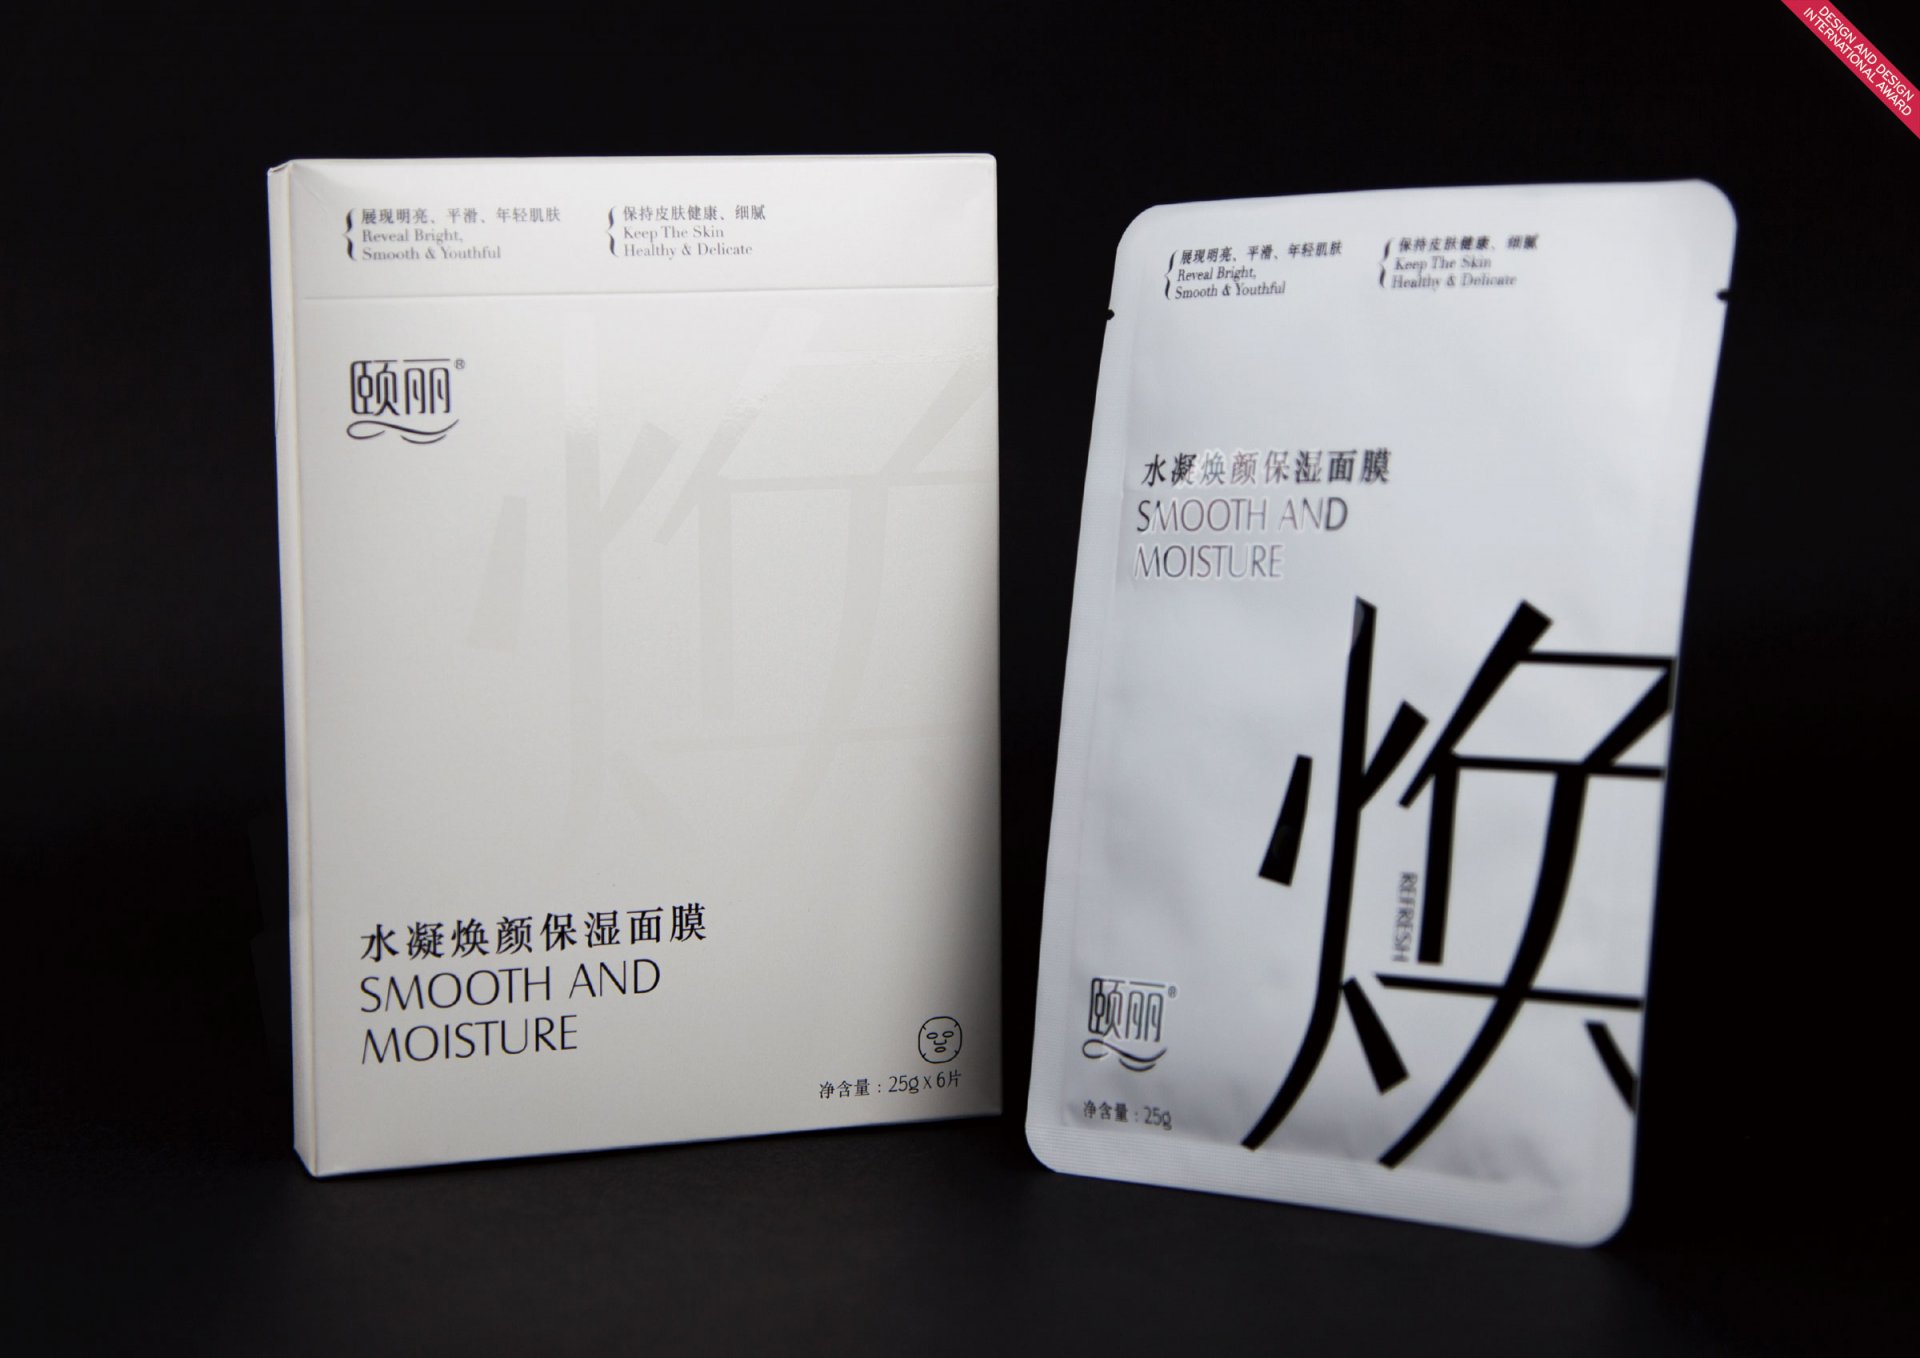 DESIGN AND DESIGN
INTERNATIONAL AWARD
展现明亮、平滑、年轻肌肤
Reveal Bright,
Smooth & Youthful
保持皮肤健康、细腻
Keep The Skin
Healthy & Delicate
颐丽®
焕
水凝焕颜保湿面膜
SMOOTH AND
MOISTURE
净含量：25g x 6片
展现明亮、平滑、年轻肌肤
Reveal Bright,
Smooth & Youthful
保持皮肤健康、细腻
Keep The Skin
Healthy & Delicate
水凝焕颜保湿面膜
SMOOTH AND
MOISTURE
焕
REFRESH
颐丽®
净含量：25g